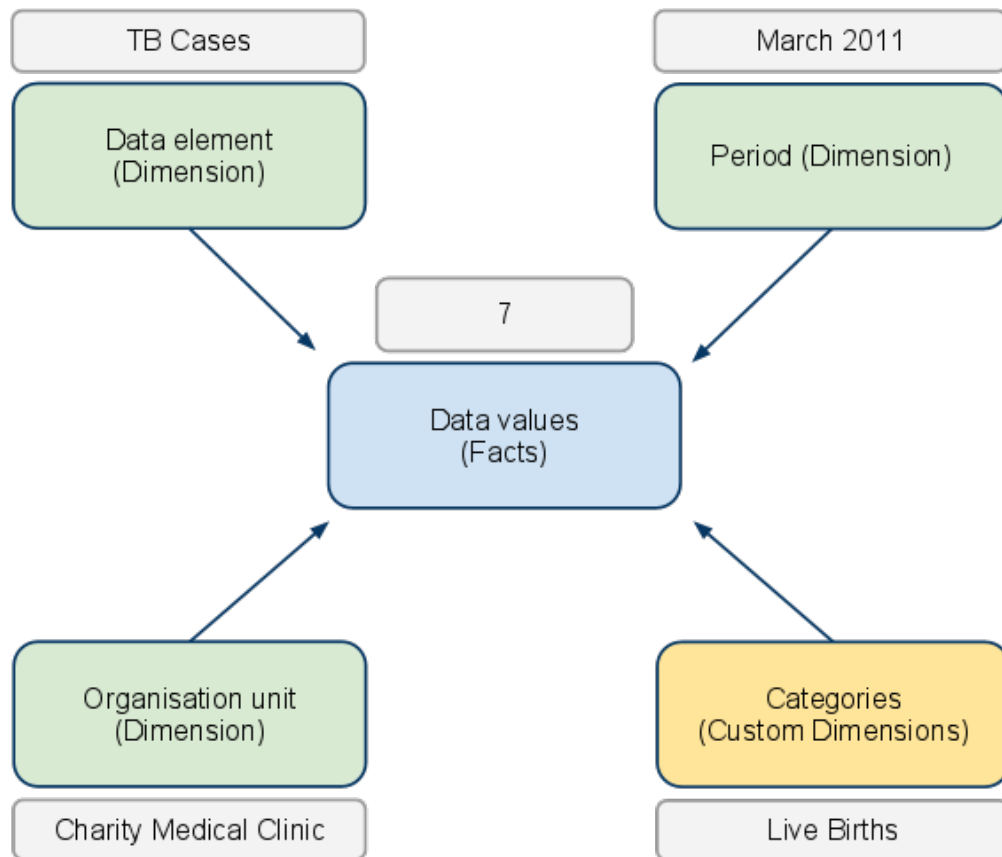 TB Cases
March 2011
Data element
(Dimension)
Period (Dimension)
7
Data values
(Facts)
Organisation unit
(Dimension)
Categories
(Custom Dimensions)
Charity Medical Clinic
Live Births